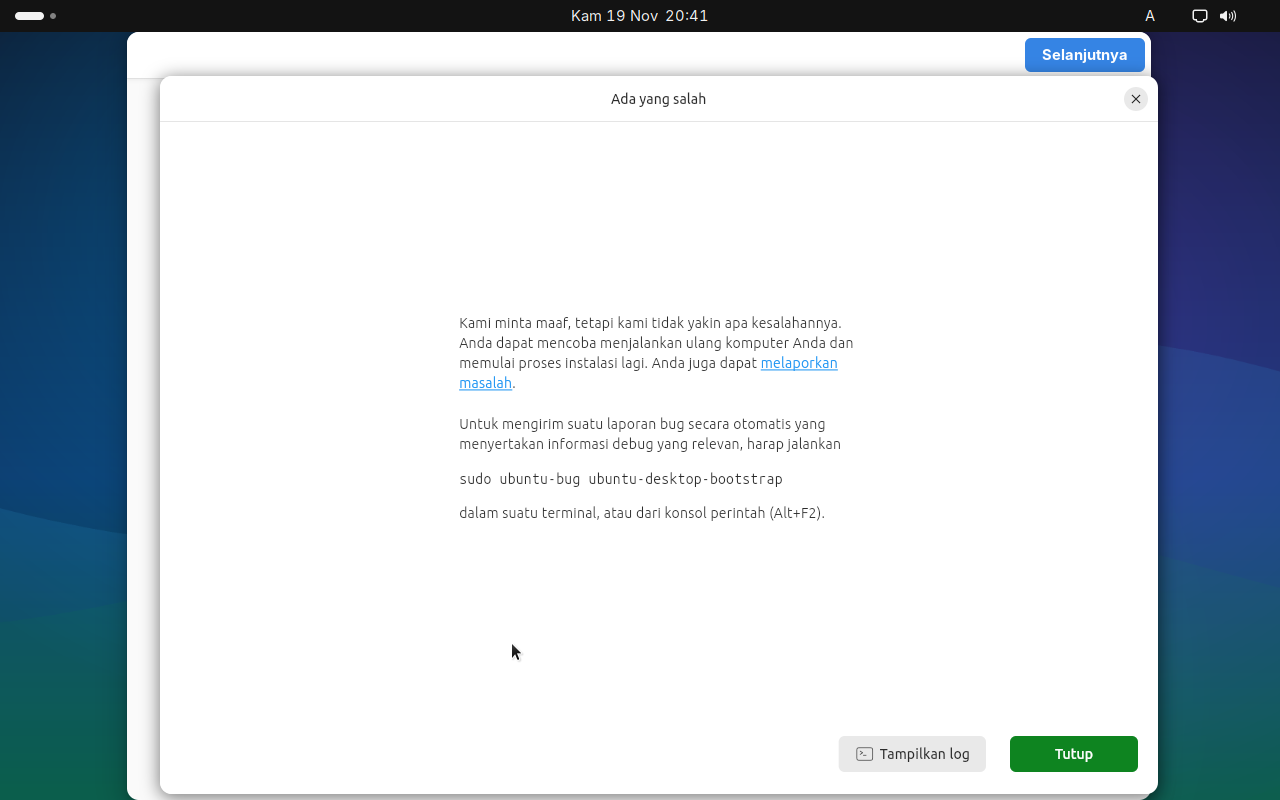 Kam 19 Nov 20:41
A
Selanjutnya
Ada yang salah
Kami minta maaf, tetapi kami tidak yakin apa kesalahannya.
Anda dapat mencoba menjalankan ulang komputer Anda dan
memulai proses instalasi lagi. Anda juga dapat melaporkan
masalah.
Untuk mengirim suatu laporan bug secara otomatis yang
menyertakan informasi debug yang relevan, harap jalankan
sudo ubuntu-bug ubuntu-desktop-bootstrap
dalam suatu terminal, atau dari konsol perintah (Alt+F2).
Tampilkan log
Tutup